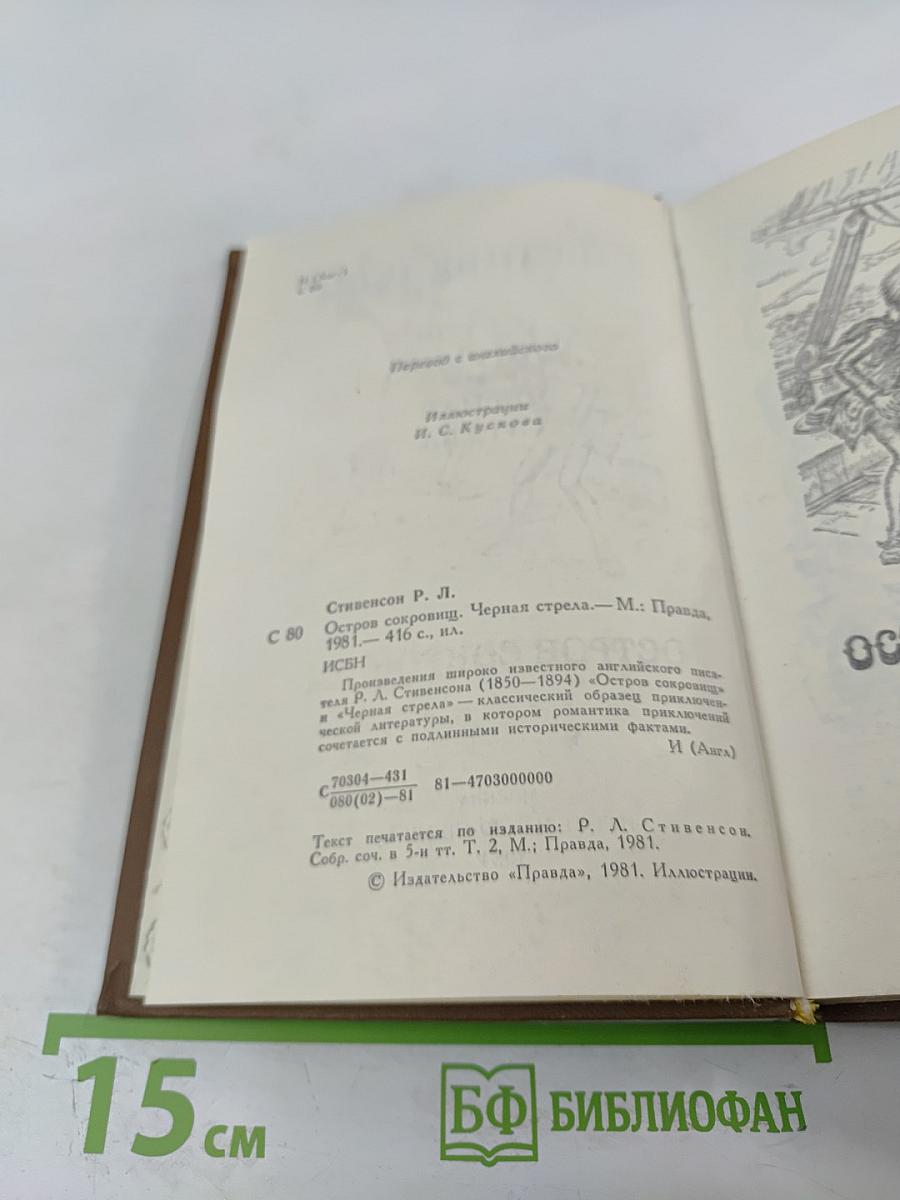 С 80
Перевод с английского
Иллюстрации
И. С. Кускова
Стивенсон Р. Л.
С 80 Остров сокровищ. Черная стрела.— М.: Правда,
1981.— 416 с., ил.
ИСБН
Произведения широко известного английского писа-
теля Р. Л. Стивенсона (1850—1894) «Остров сокровищ»
и «Черная стрела» — классический образец приключен-
ческой литературы, в котором романтика приключений
сочетается с подлинными историческими фактами.
И (Англ)
С 70304—431
080(02)—81 81—4703000000
Текст печатается по изданию: Р. Л. Стивенсон.
Собр. соч. в 5-и тт. Т. 2, М.; Правда, 1981.
© Издательство «Правда», 1981. Иллюстрации.
ОС
15 см
БФ БИБЛИОФАН